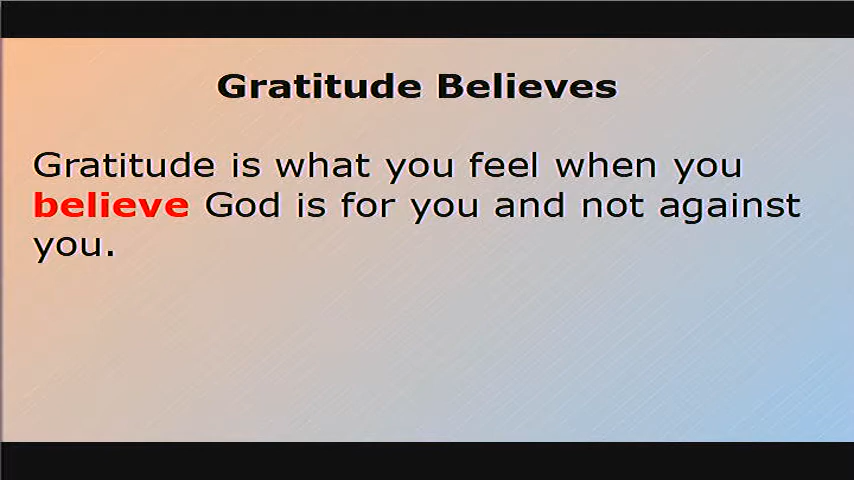 Gratitude Believes
Gratitude is what you feel when you
believe God is for you and not against
you.